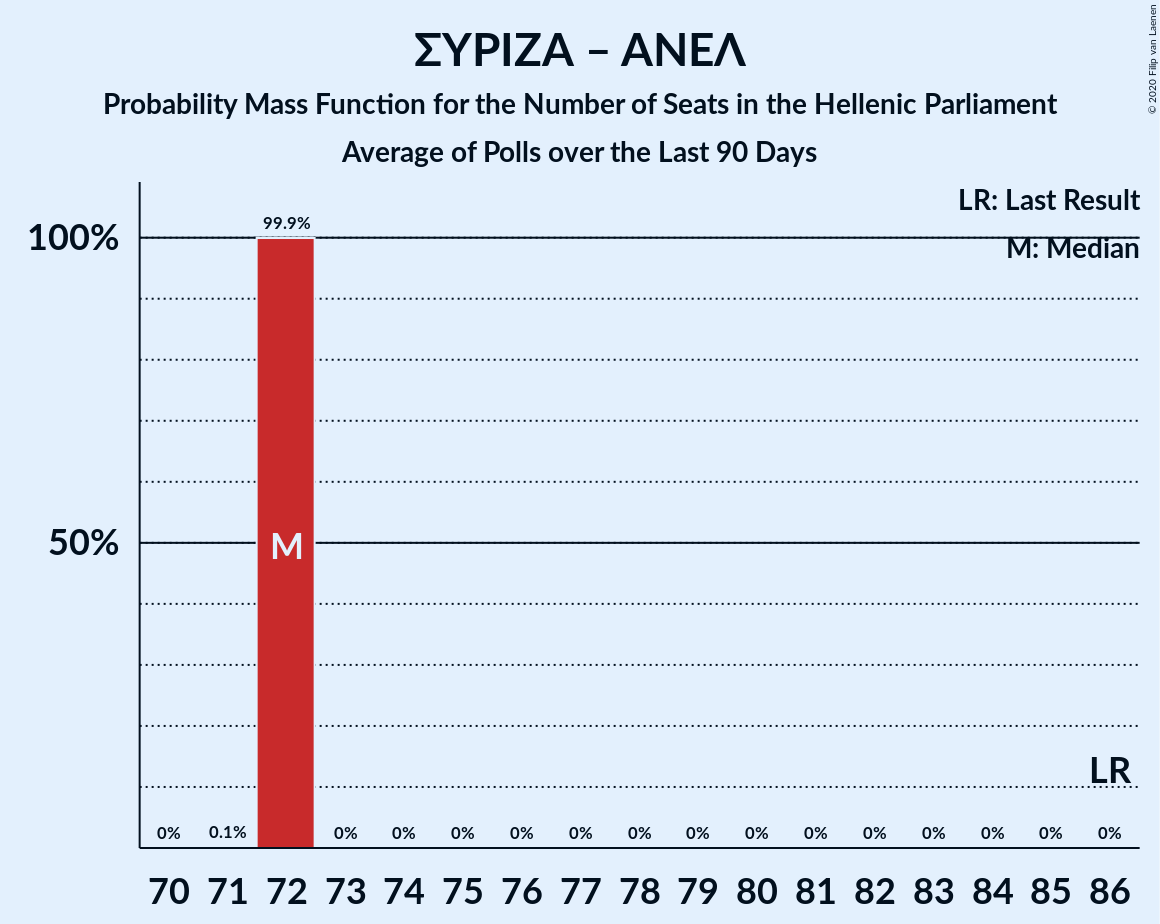 ΣΥΡΙΖΑ – ΑΝΕΛ
Probability Mass Function for the Number of Seats in the Hellenic Parliament
Average of Polls over the Last 90 Days
© 2020 Filip van Laenen
LR: Last Result
M: Median
99.9%
100%
50%
M
LR
0% 0.1% 0% 0% 0% 0% 0% 0% 0% 0% 0% 0% 0% 0% 0% 0%
70 71 72 73 74 75 76 77 78 79 80 81 82 83 84 85 86